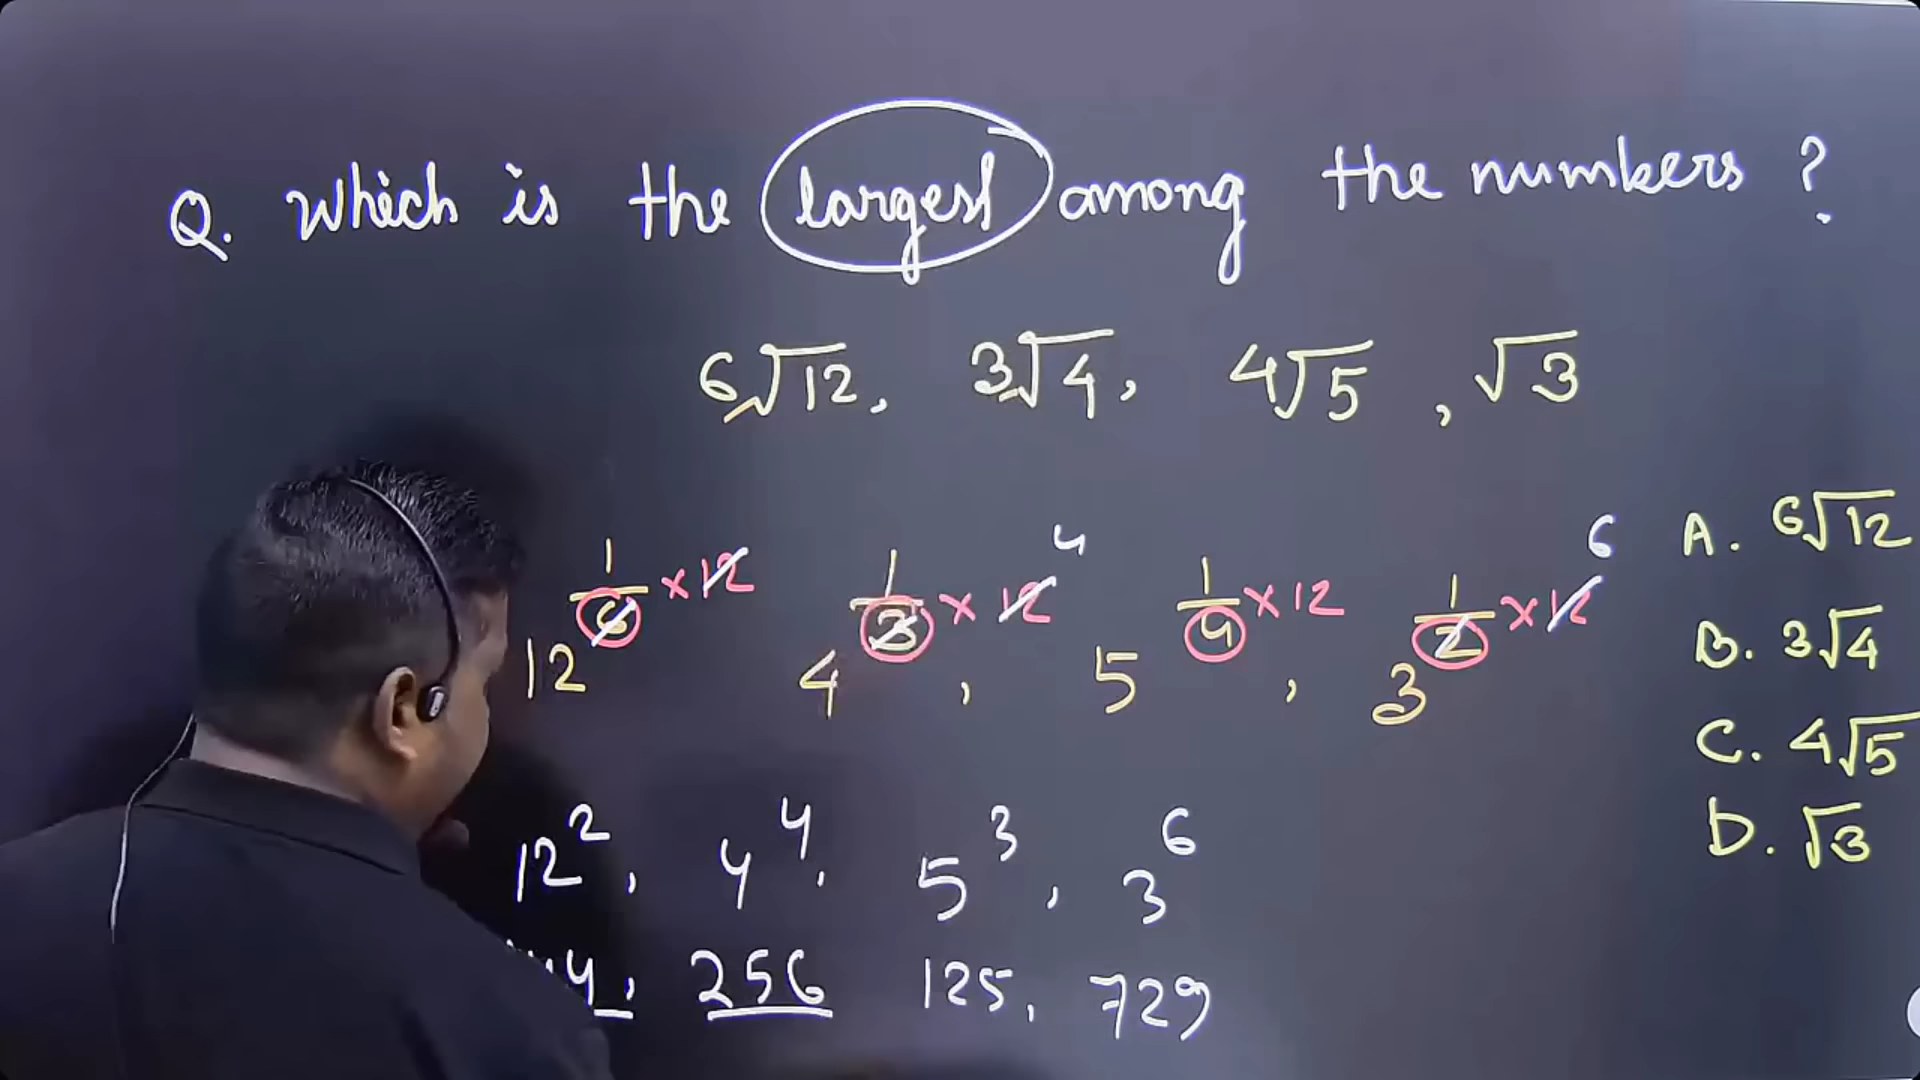 Q. Which is the largest among the numbers ?
6√12, 3√4, 4√5, √3
12^(1/6 × 12) 4^(1/3 × 12) 4, 5^(1/4 × 12), 3^(1/2 × 12) 6
12², 4⁴, 5³, 3⁶
256 125, 729
A. 6√12
B. 3√4
C. 4√5
D. √3